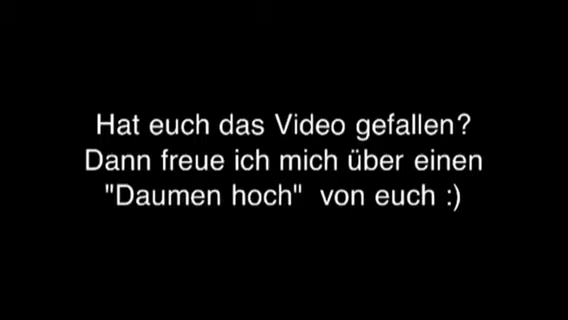 Hat euch das Video gefallen?
Dann freue ich mich über einen
"Daumen hoch"  von euch :)